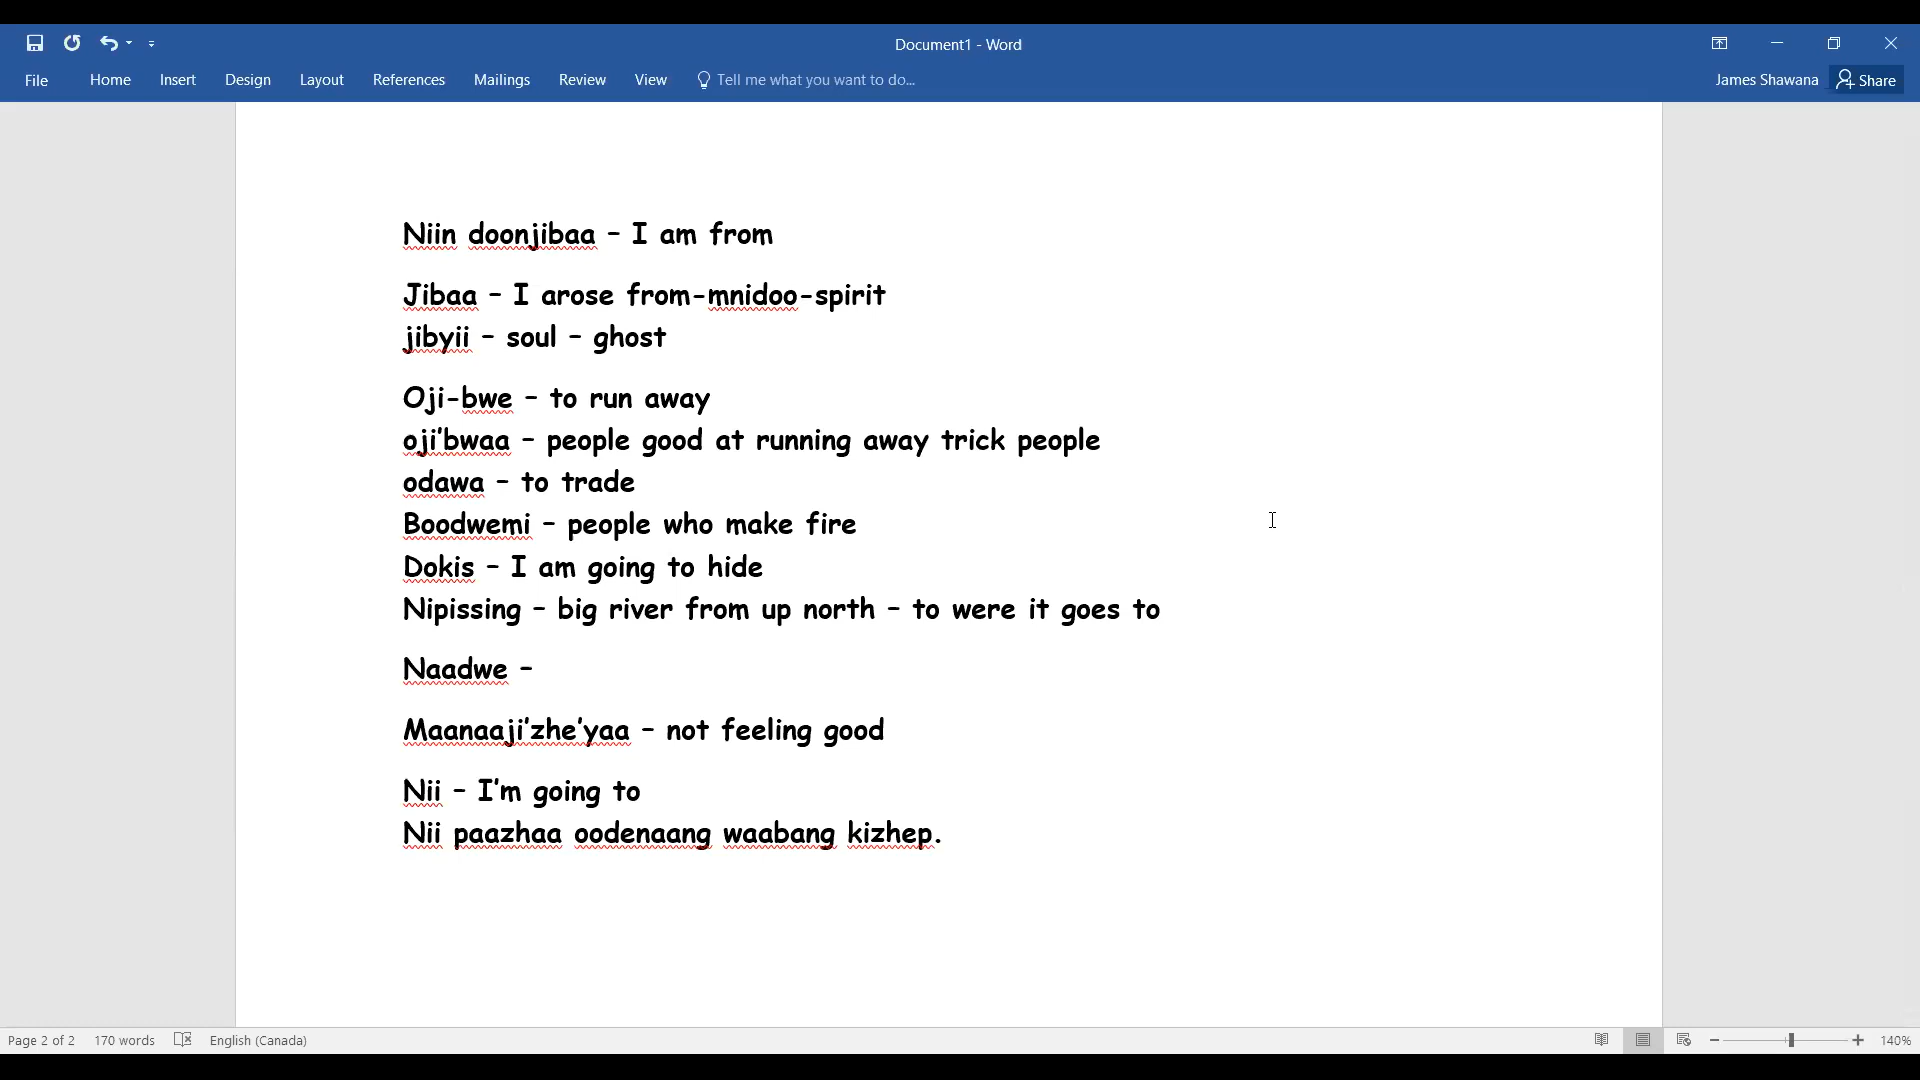 Document1 - Word
File Home Insert Design Layout References Mailings Review View Tell me what you want to do... James Shawana Share
Niin doonjibaa – I am from
Jibaa – I arose from-mnidoo-spirit
jibyii – soul – ghost
Oji-bwe – to run away
oji'bwaa – people good at running away trick people
odawa – to trade
Boodwemi – people who make fire
Dokis – I am going to hide
Nipissing – big river from up north – to were it goes to
Naadwe –
Maanaaji'zhe'yaa – not feeling good
Nii – I'm going to
Nii paazhaa oodenaang waabang kizhep.
Page 2 of 2 170 words English (Canada) 140%